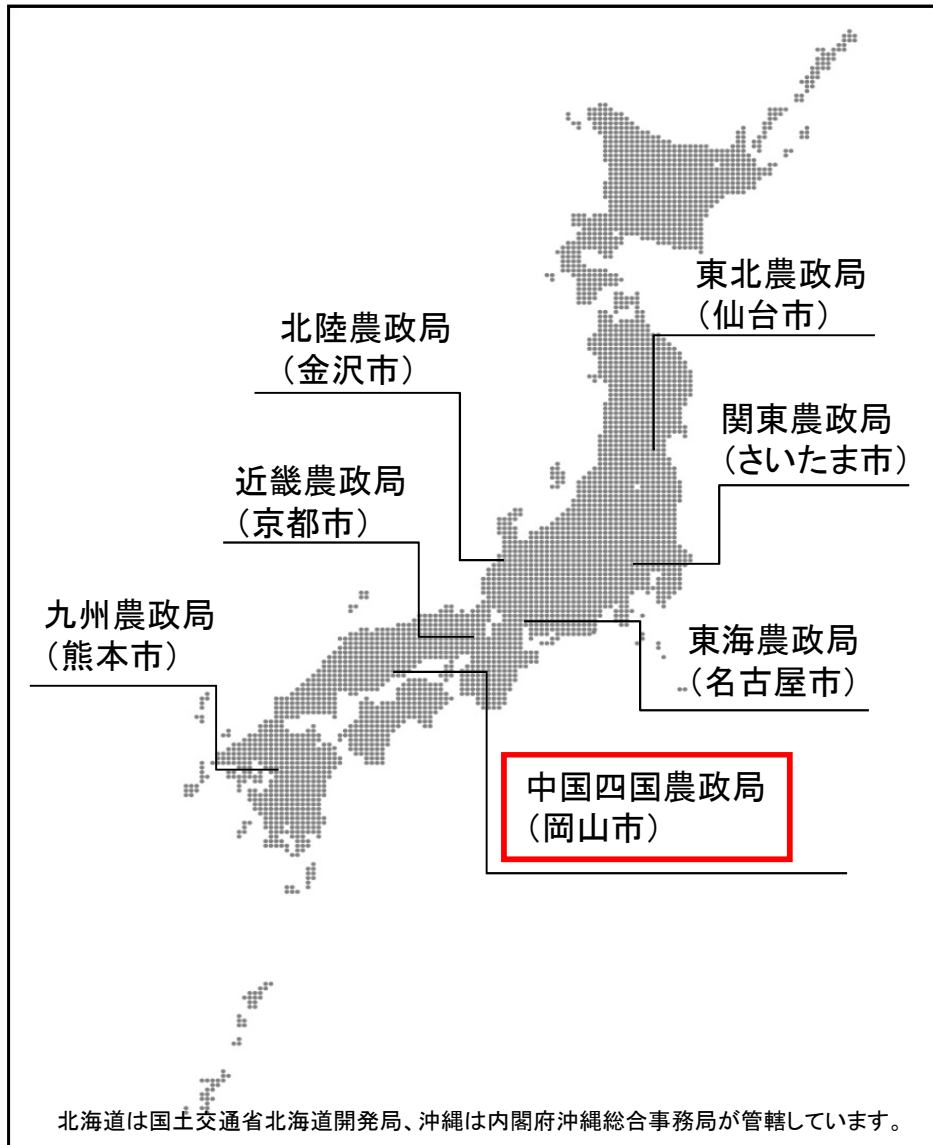 東北農政局
（仙台市）
北陸農政局
（金沢市）
関東農政局
（さいたま市）
近畿農政局
（京都市）
九州農政局
（熊本市）
東海農政局
（名古屋市）
中国四国農政局
（岡山市）
北海道は国土交通省北海道開発局、沖縄は内閣府沖縄総合事務局が管轄しています。